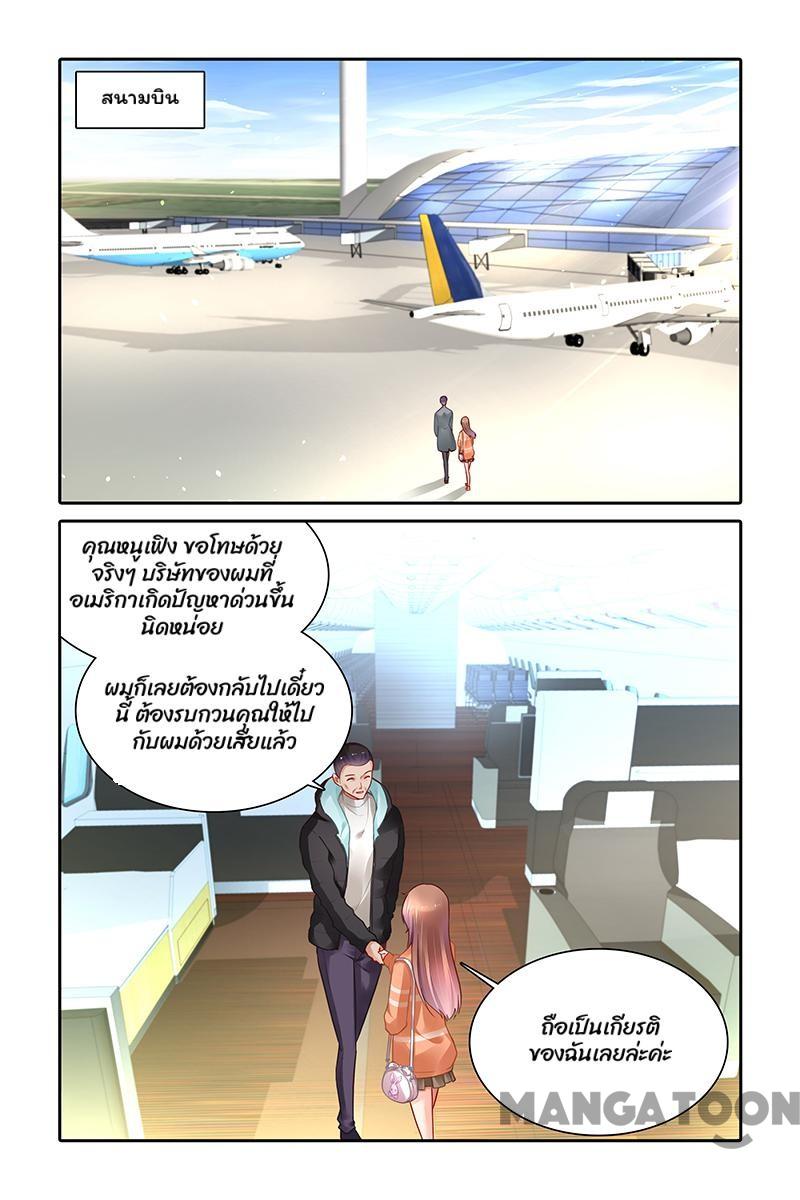 สนามบิน
คุณหนูเฟิง ขอโทษด้วย
จริงๆ บริษัทของผมที่
อเมริกาเกิดปัญหาด่วนขึ้น
นิดหน่อย
ผมก็เลยต้องกลับไปเดี๋ยว
นี้ ต้องรบกวนคุณให้ไป
กับผมด้วยเสียแล้ว
ถือเป็นเกียรติ
ของฉันเลยล่ะค่ะ
MANGATOON